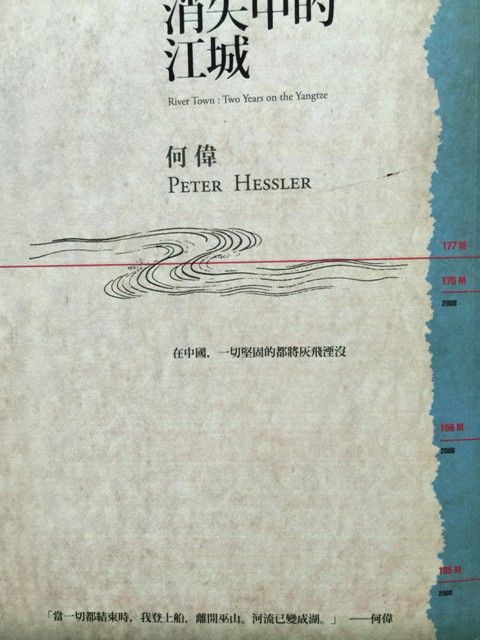 消失中的
江城
River Town : Two Years on the Yangtze
何偉
PETER HESSLER
177 M
175 M
2009
在中國，一切堅固的都將灰飛湮沒
156 M
2006
135 M
2003
「當一切都結束時，我登上船，離開巫山。河流已變成湖。」 ——何偉